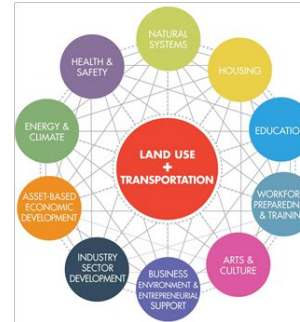 NATURAL
SYSTEMS
HOUSING
EDUCATIO
WORKFOR
PREPAREDN
& TRAINI
ARTS &
CULTURE
BUSINESS
ENVIRONMENT &
ENTREPRENEURIAL
SUPPORT
INDUSTRY
SECTOR
DEVELOPMENT
ASSET-BASED
ECONOMIC
DEVELOPMENT
ENERGY &
CLIMATE
HEALTH &
SAFETY
LAND USE
+
TRANSPORTATION